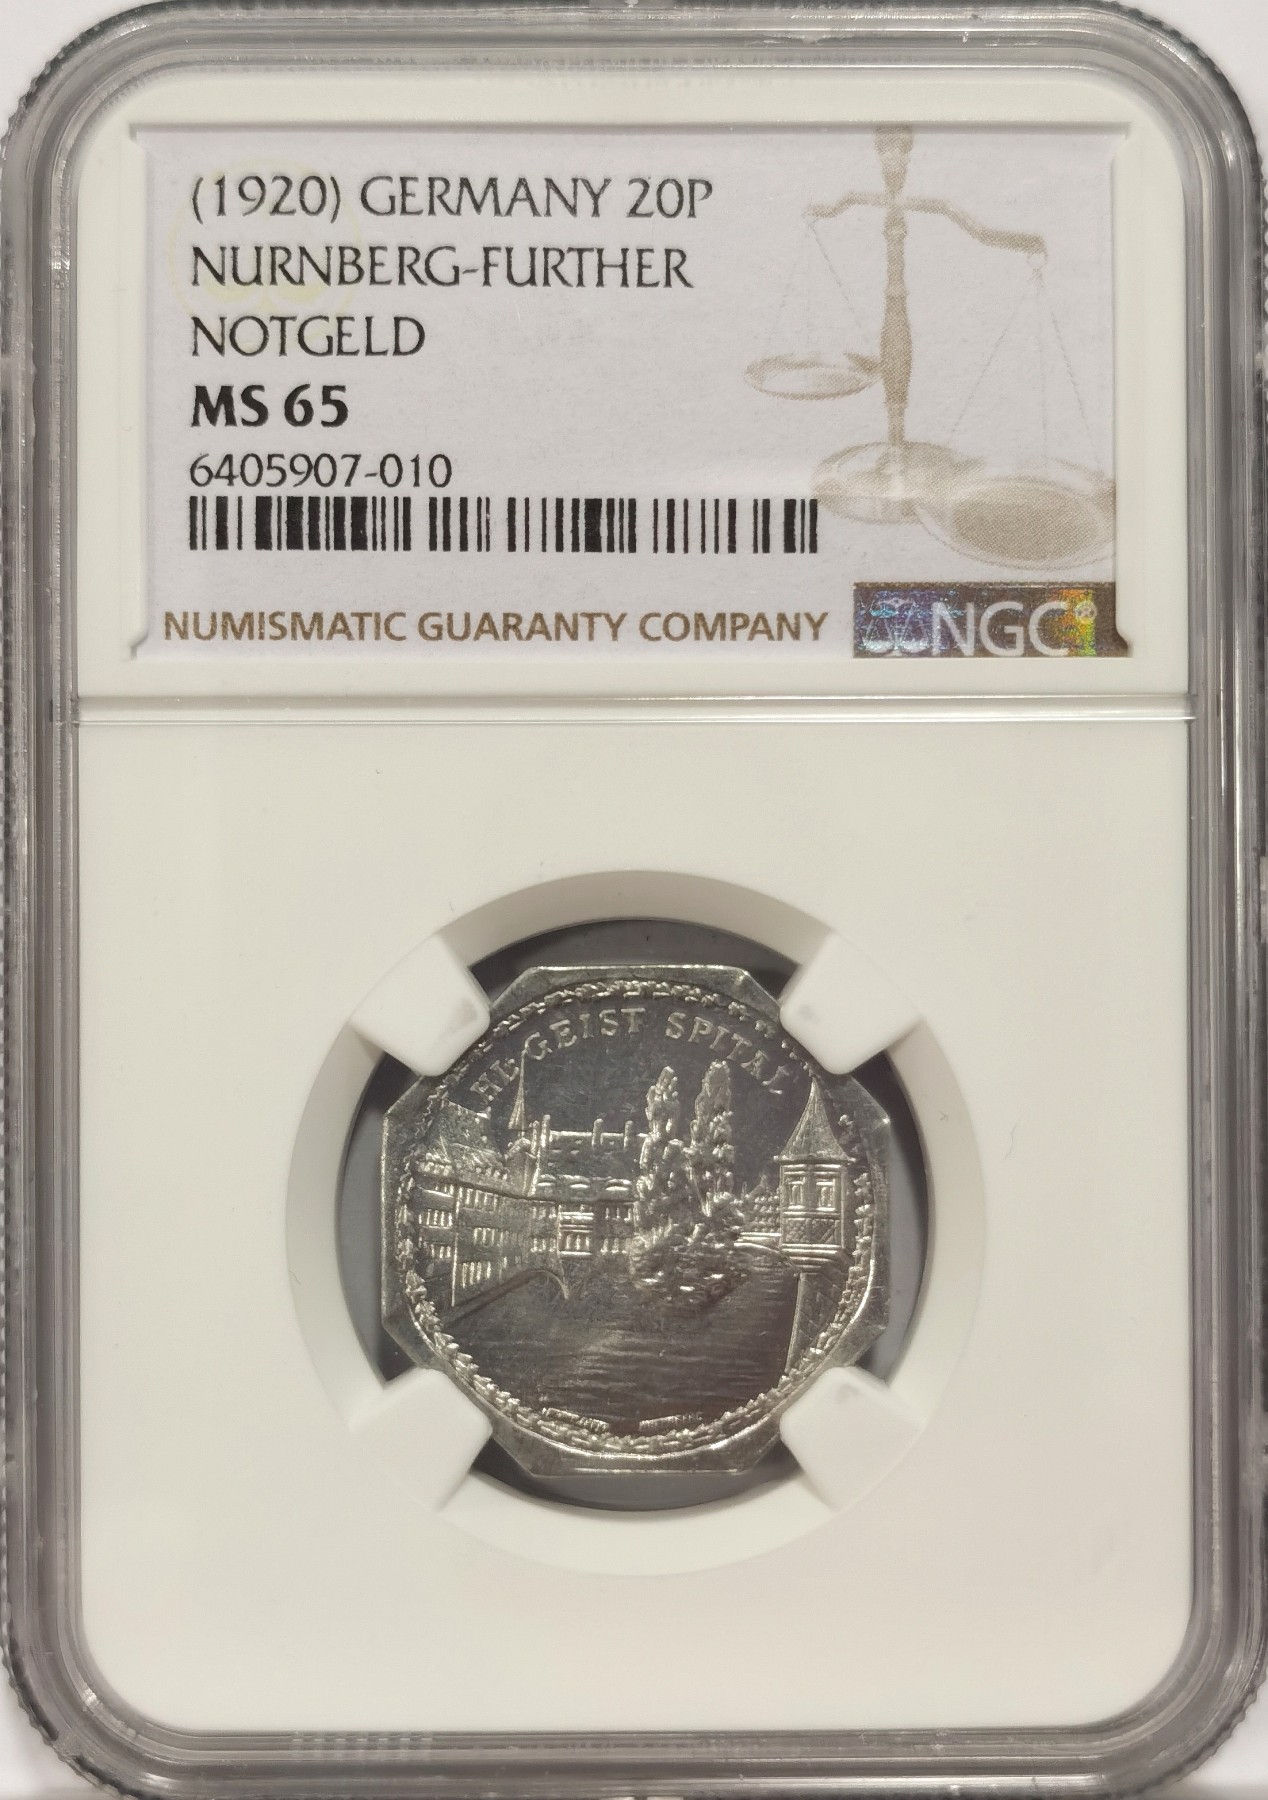 (1920) GERMANY 20P
NURNBERG-FURTHER
NOTGELD
MS 65
6405907-010
NUMISMATIC GUARANTY COMPANY
NGC®
HL. GEIST SPITAL